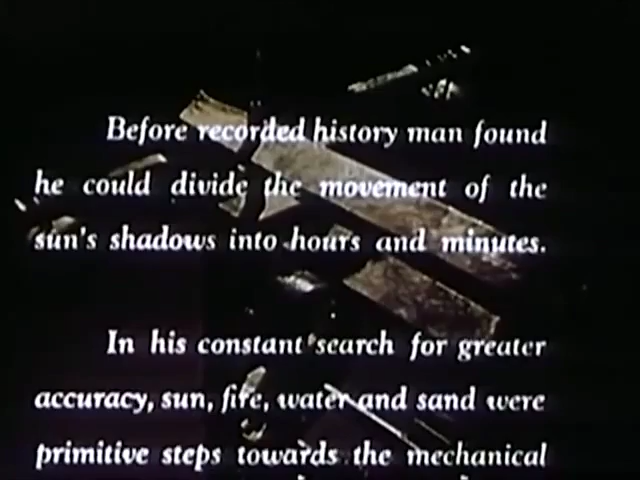 Before recorded history man found
he could divide the movement of the
sun's shadows into hours and minutes.
In his constant search for greater
accuracy, sun, fire, water and sand were
primitive steps towards the mechanical